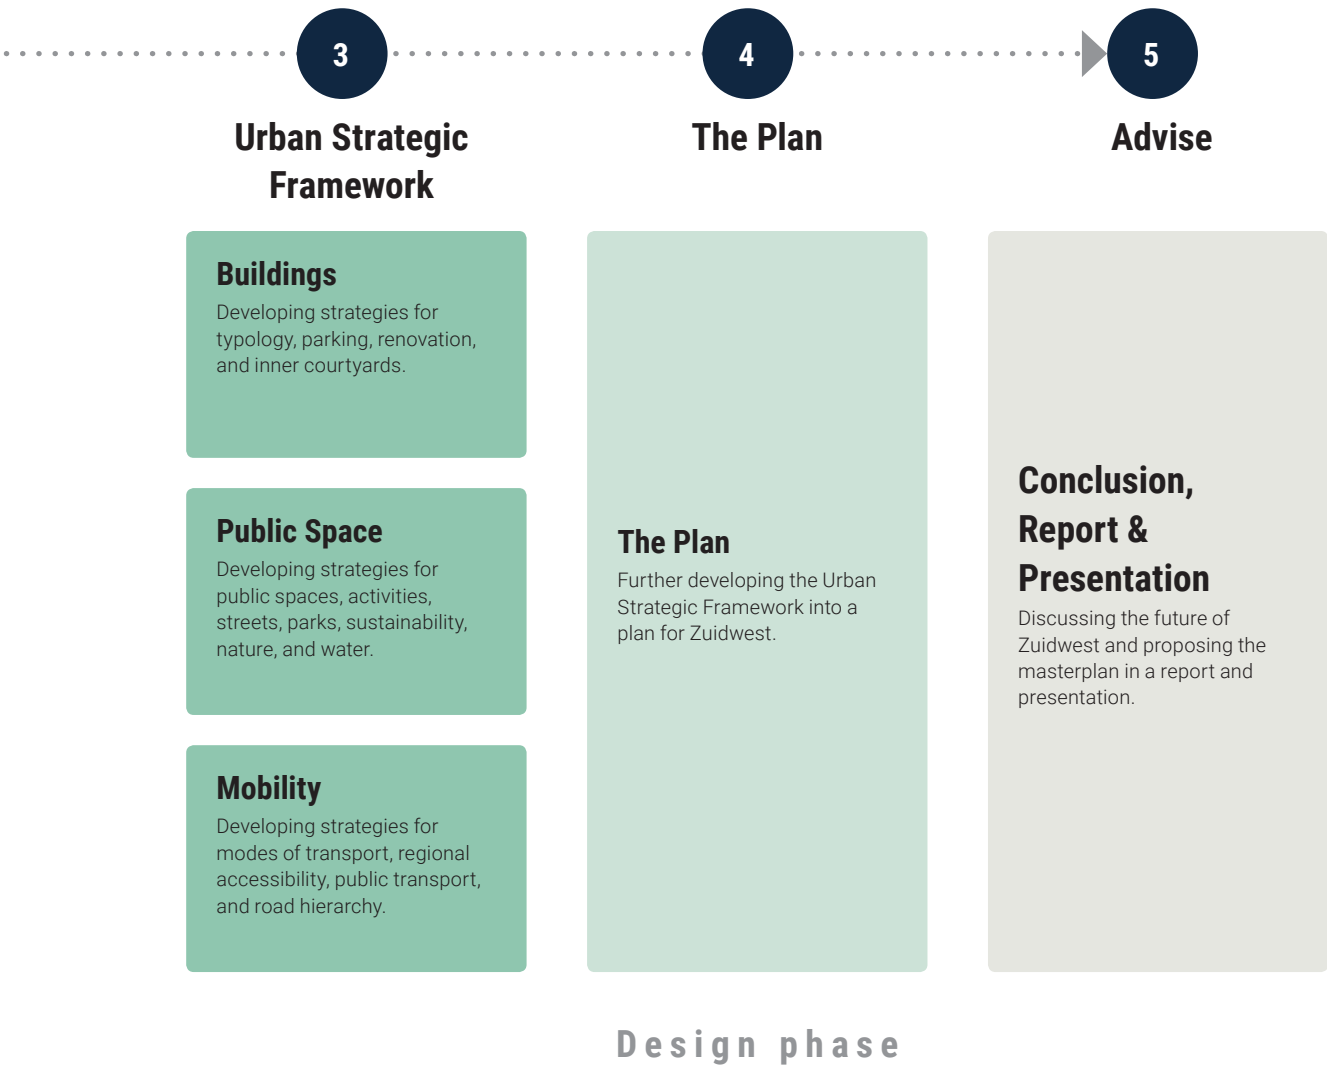 3
Urban Strategic
Framework
Buildings
Developing strategies for
typology, parking, renovation,
and inner courtyards.
Public Space
Developing strategies for
public spaces, activities,
streets, parks, sustainability,
nature, and water.
Mobility
Developing strategies for
modes of transport, regional
accessibility, public transport,
and road hierarchy.
4
The Plan
The Plan
Further developing the Urban
Strategic Framework into a
plan for Zuidwest.
5
Advise
Conclusion,
Report &
Presentation
Discussing the future of
Zuidwest and proposing the
masterplan in a report and
presentation.
Design phase